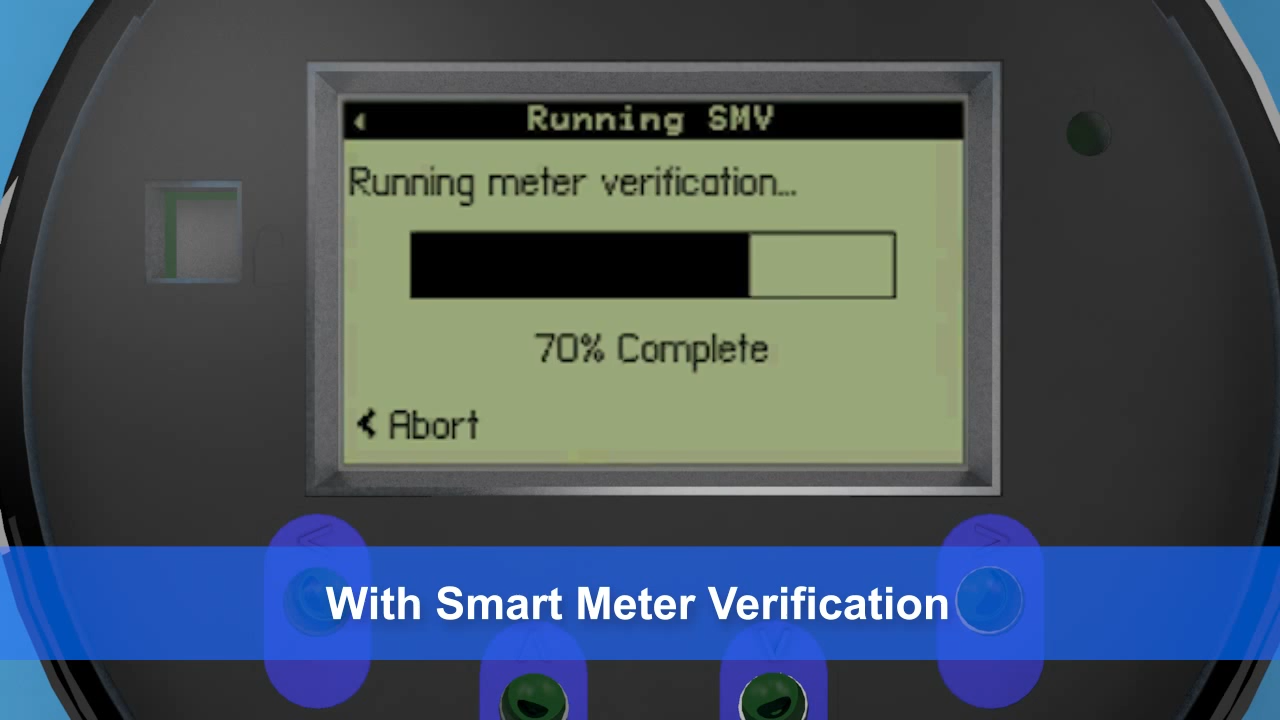 Running SMV
Running meter verification...
70% Complete
< Abort
With Smart Meter Verification